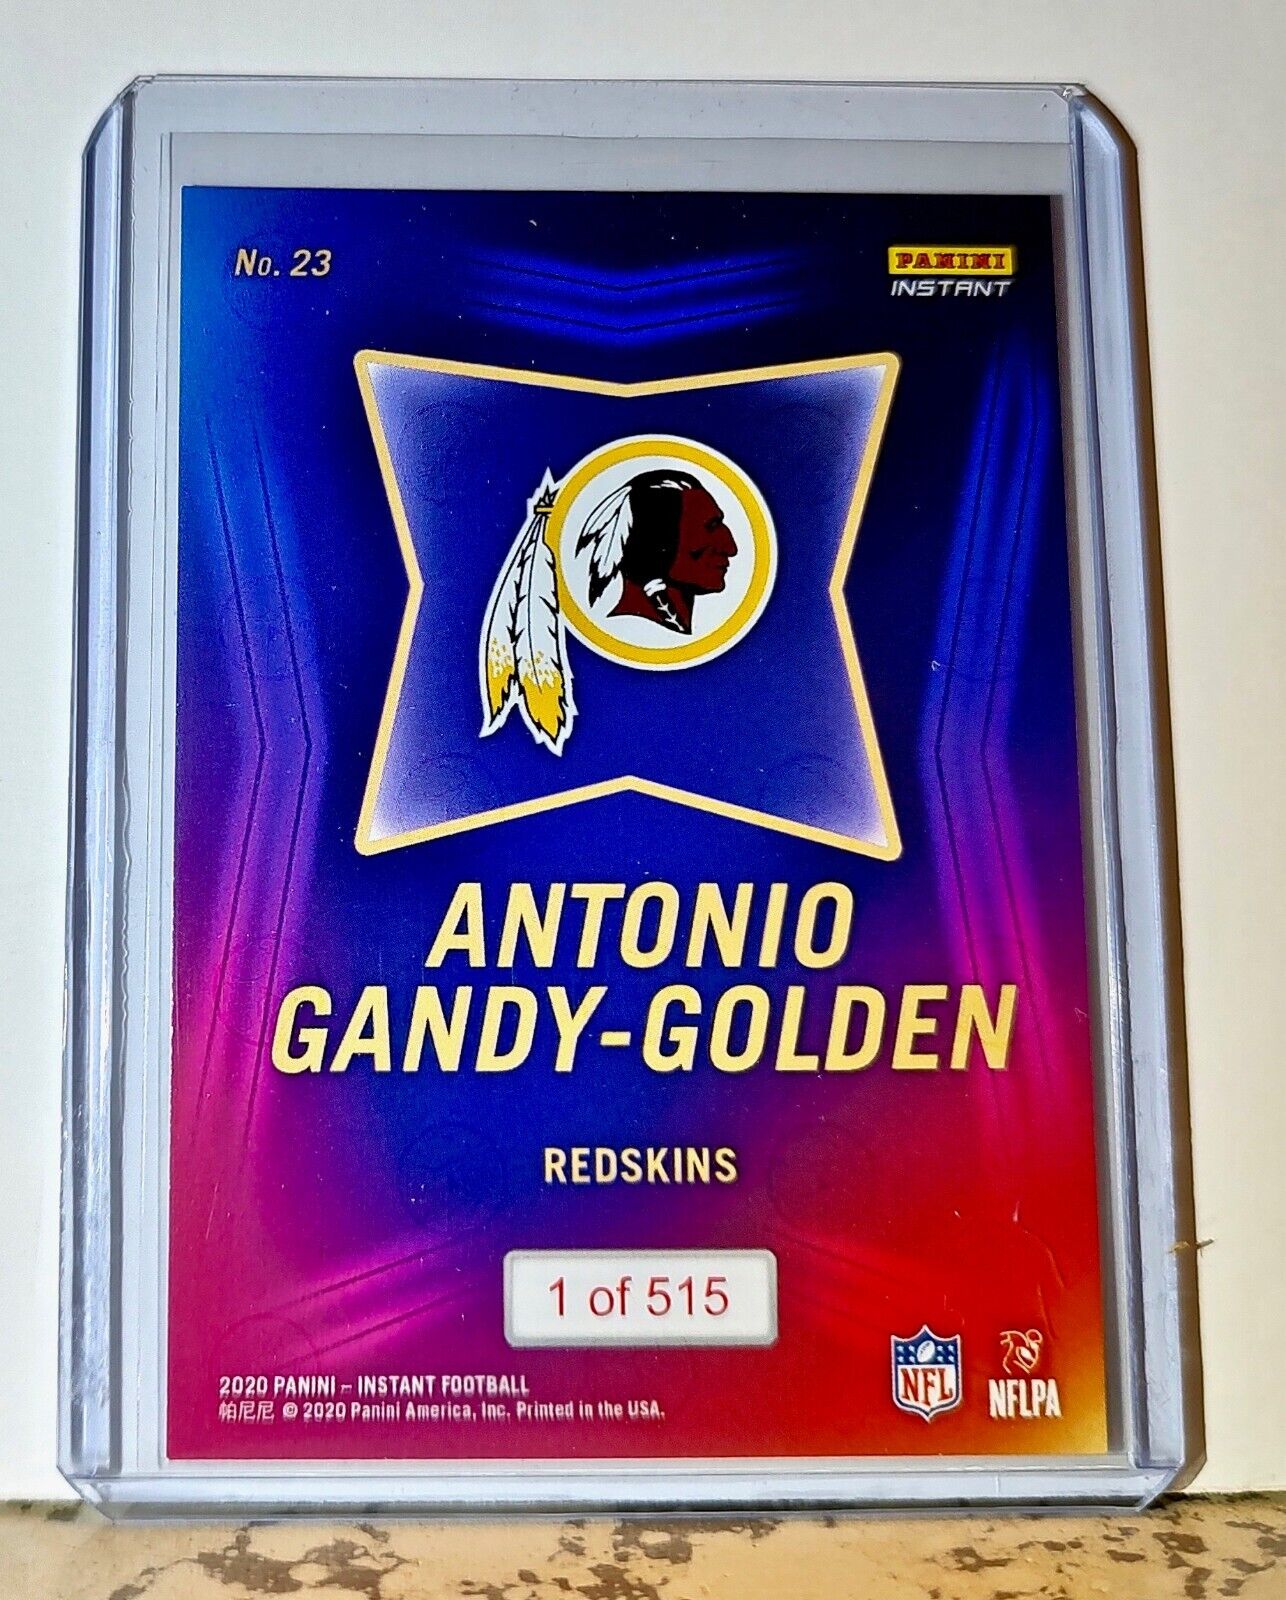 No. 23
PANINI
INSTANT
ANTONIO
GANDY-GOLDEN
REDSKINS
1 of 515
2020 PANINI – INSTANT FOOTBALL
帕尼尼 © 2020 Panini America, Inc. Printed in the USA.
NFL
NFLPA